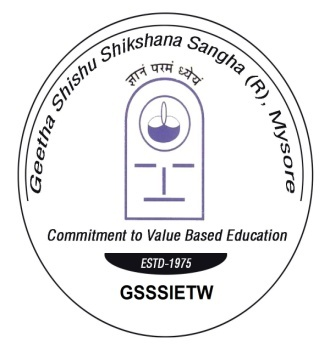 Geetha Shishu Shikshana Sangha (R), Mysore
ज्ञानं परमं ध्येयं
Commitment to Value Based Education
ESTD-1975
GSSSIETW